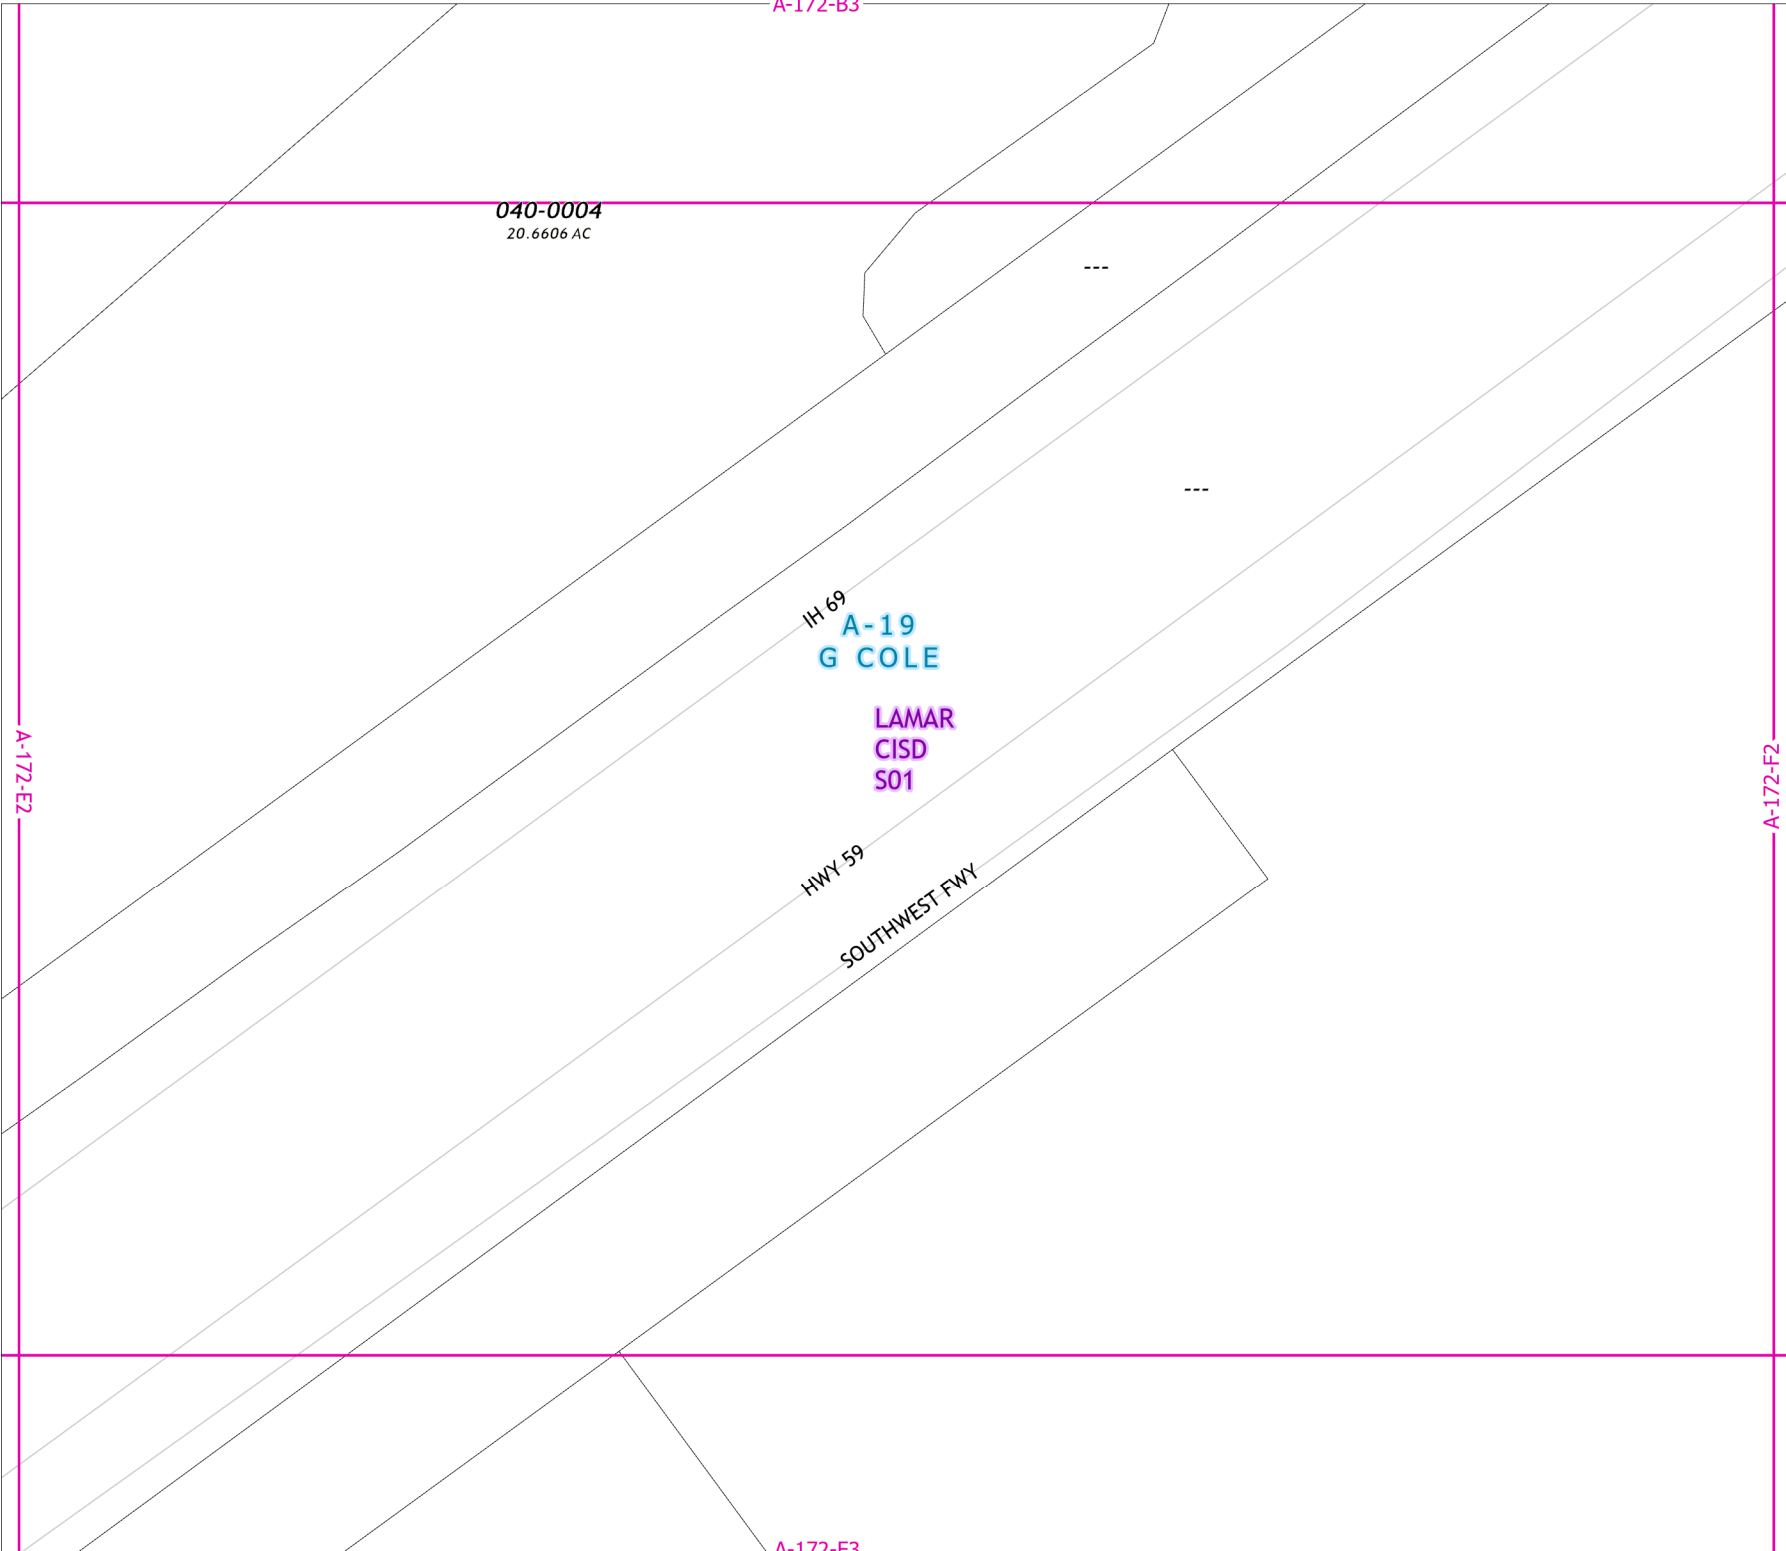 A-172-B3
040-0004
20.6606 AC
---
---
IH 69
A-19
G COLE
LAMAR
CISD
S01
A-172-E2
A-172-F2
HWY 59
SOUTHWEST FWY
A-172-F3